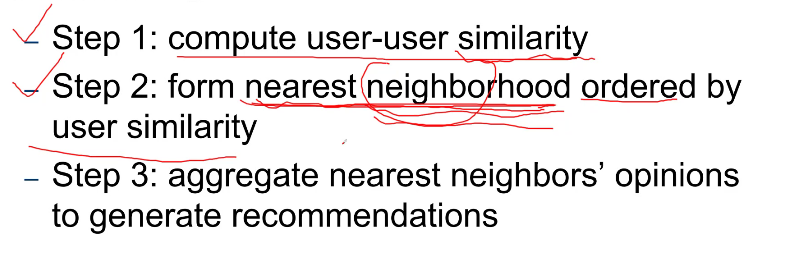 – Step 1: compute user-user similarity
– Step 2: form nearest neighborhood ordered by
user similarity
– Step 3: aggregate nearest neighbors’ opinions
to generate recommendations